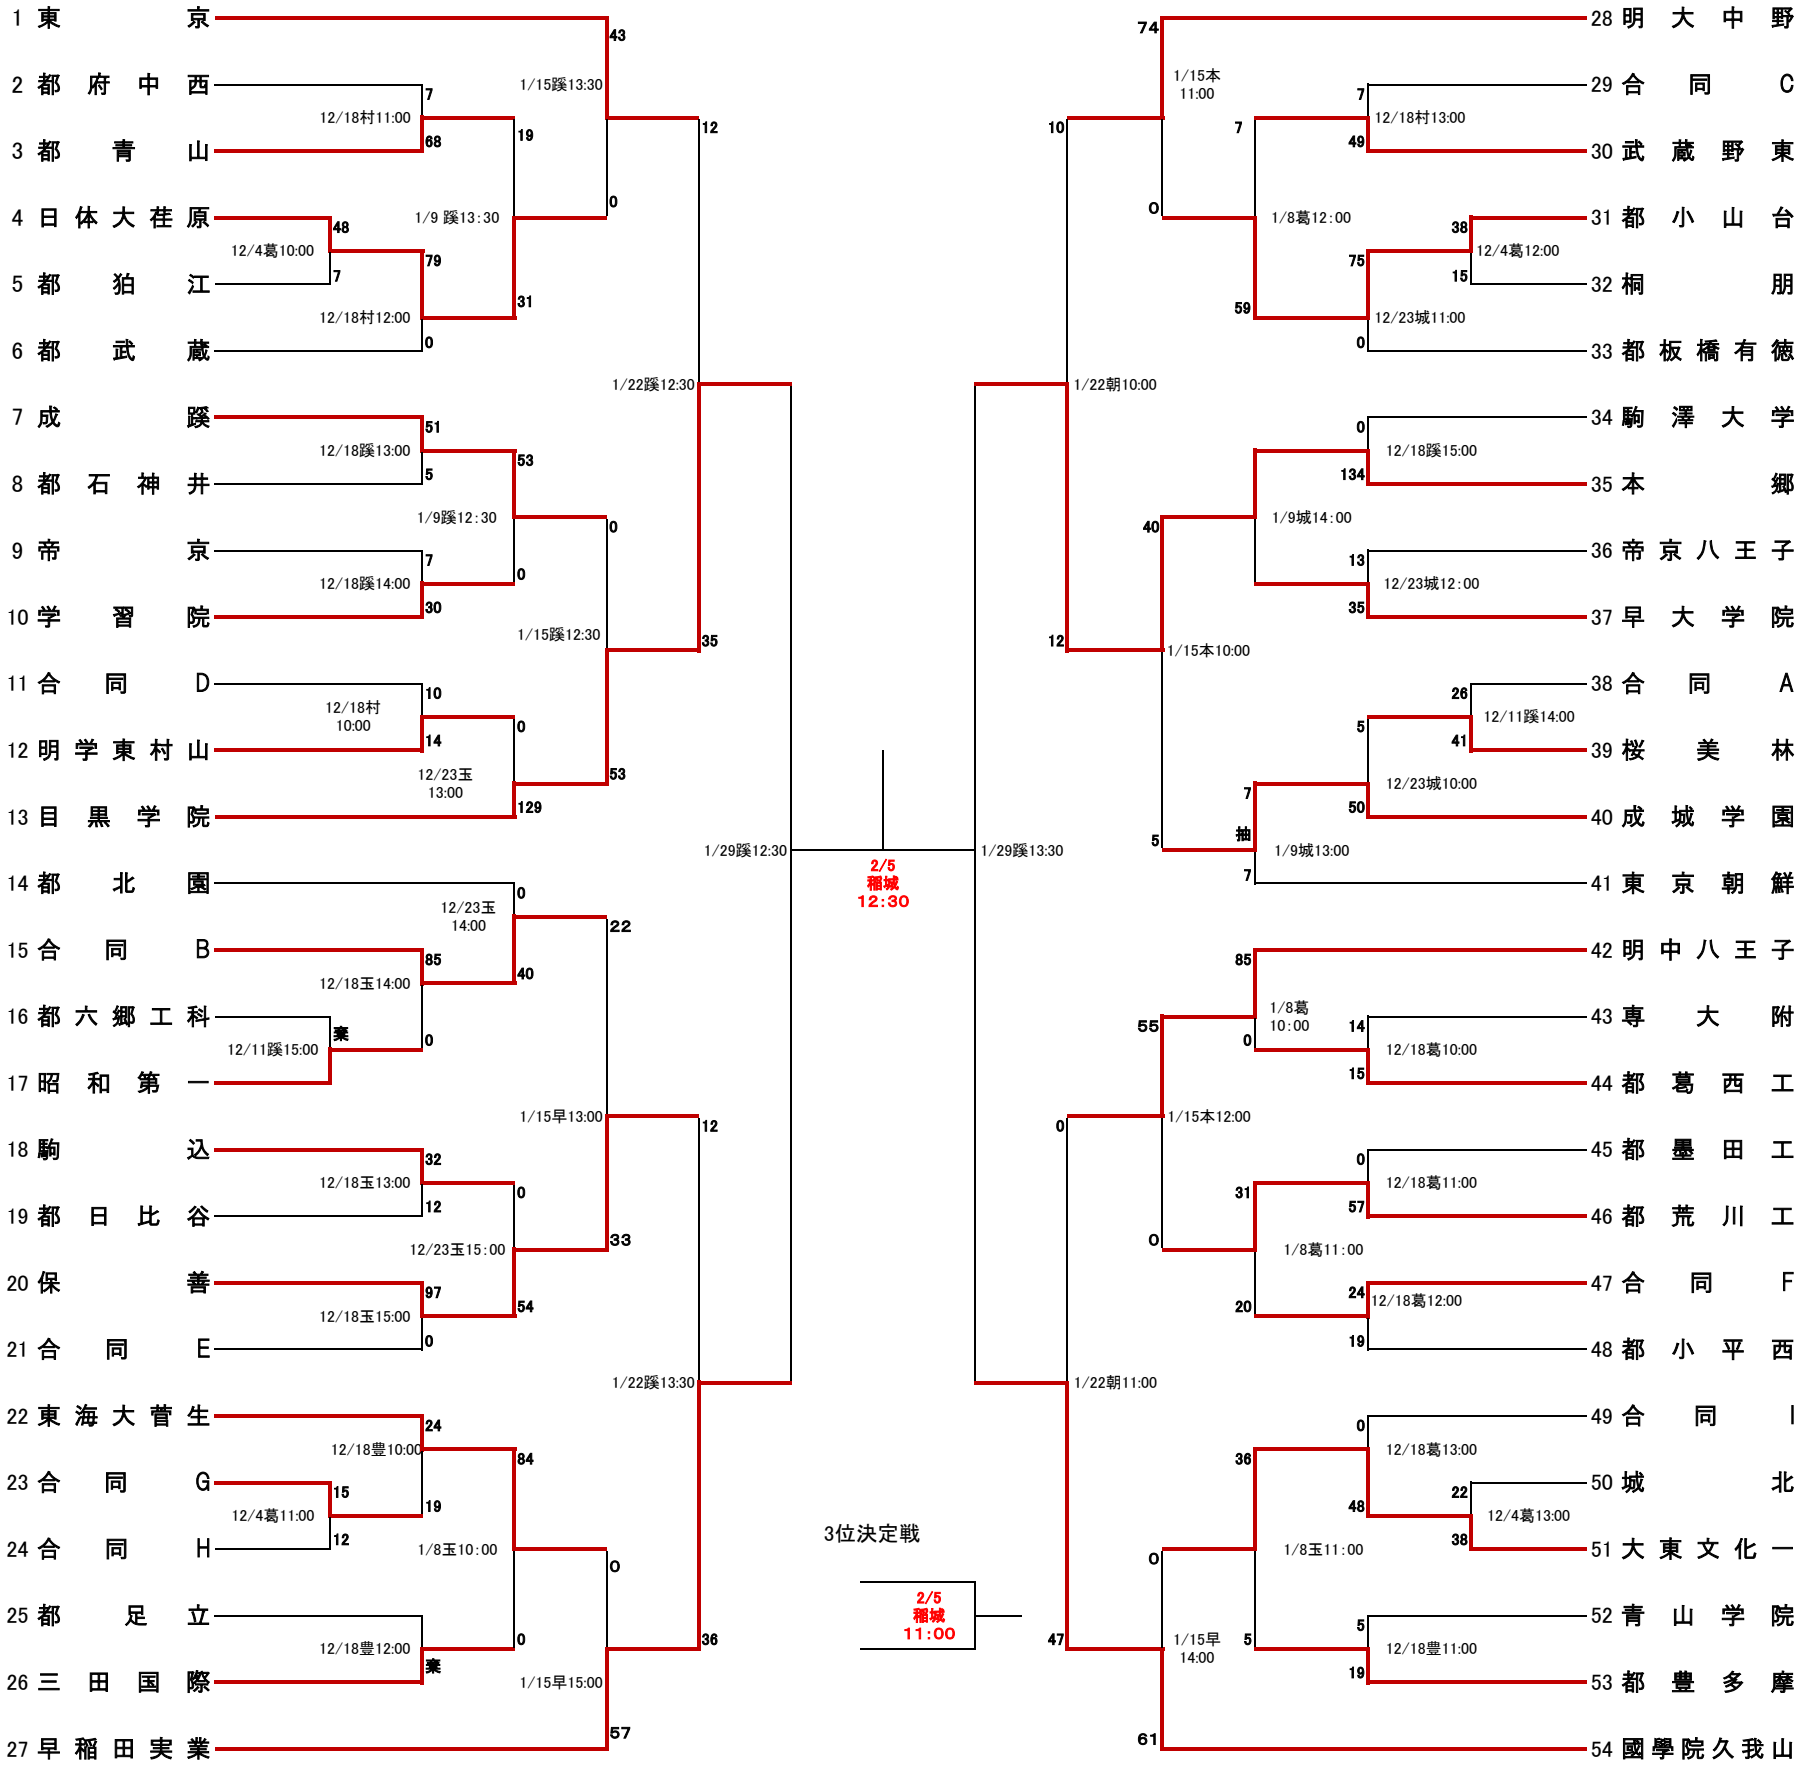 1 東京
43
1/15蹊13:30
2 都府中西
7
12/18村11:00
19
12
3 都青山
68
4 日体大荏原
48
1/9 蹊13:30
0
12/4葛10:00
79
5 都狛江
7
31
12/18村12:00
6 都武蔵
0
1/22蹊12:30
7 成蹊
51
12/18蹊13:00
53
8 都石神井
5
1/9蹊12:30
0
9 帝京
7
12/18蹊14:00
0
10 学習院
30
1/15蹊12:30
35
11 合同D
10
12/18村
10:00
0
12 明学東村山
14
12/23玉
13:00
53
13 目黒学院
129
1/29蹊12:30
14 都北園
0
12/23玉
14:00
22
15 合同B
85
12/18玉14:00
40
16 都六郷工科
棄
12/11蹊15:00
0
17 昭和第一
1/15早13:00
12
18 駒込
32
12/18玉13:00
0
19 都日比谷
12
12/23玉15:00
33
20 保善
97
12/18玉15:00
54
21 合同E
0
1/22蹊13:30
22 東海大菅生
24
12/18豊10:00
84
23 合同G
15
19
12/4葛11:00
24 合同H
12
1/8玉10:00
0
25 都足立
12/18豊12:00
0
36
棄
26 三田国際
1/15早15:00
57
27 早稲田実業
2/5
稲城
12:30
3位決定戦
2/5
稲城
11:00
74
28 明大中野
1/15本
11:00
7
29 合同C
10
7
12/18村13:00
49
30 武蔵野東
0
1/8葛12:00
38
31 都小山台
75
12/4葛12:00
15
32 桐朋
59
12/23城11:00
0
33 都板橋有徳
1/22朝10:00
0
34 駒澤大学
12/18蹊15:00
134
35 本郷
40
1/9城14:00
13
36 帝京八王子
12/23城12:00
35
37 早大学院
12
1/15本10:00
26
38 合同A
5
12/11蹊14:00
41
39 桜美林
7
12/23城10:00
50
40 成城学園
5
抽
1/29蹊13:30
1/9城13:00
7
41 東京朝鮮
85
42 明中八王子
55
1/8葛
10:00
14
43 専大附
0
12/18葛10:00
15
44 都葛西工
0
1/15本12:00
0
45 都墨田工
31
12/18葛11:00
57
46 都荒川工
0
1/8葛11:00
24
47 合同F
20
12/18葛12:00
19
48 都小平西
1/22朝11:00
0
49 合同I
36
12/18葛13:00
22
50 城北
48
12/4葛13:00
38
51 大東文化一
0
1/8玉11:00
5
52 青山学院
47
1/15早
14:00
5
12/18豊11:00
19
53 都豊多摩
61
54 國學院久我山